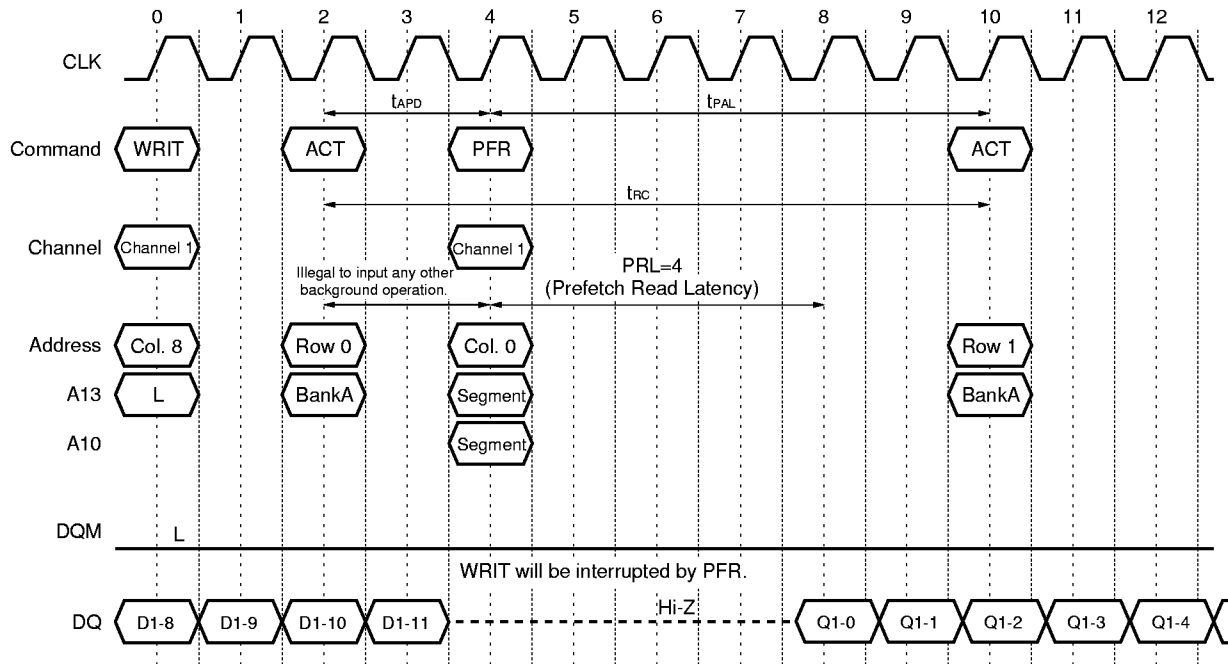 0 1 2 3 4 5 6 7 8 9 10 11 12
CLK
tAPD tPAL
Command WRIT ACT PFR ACT
tRC
Channel Channel 1 Channel 1
Illegal to input any other
background operation.
PRL=4
(Prefetch Read Latency)
Address Col. 8 Row 0 Col. 0 Row 1
A13 L BankA Segment BankA
A10 Segment
DQM L
WRIT will be interrupted by PFR.
Hi-Z
DQ D1-8 D1-9 D1-10 D1-11 Q1-0 Q1-1 Q1-2 Q1-3 Q1-4